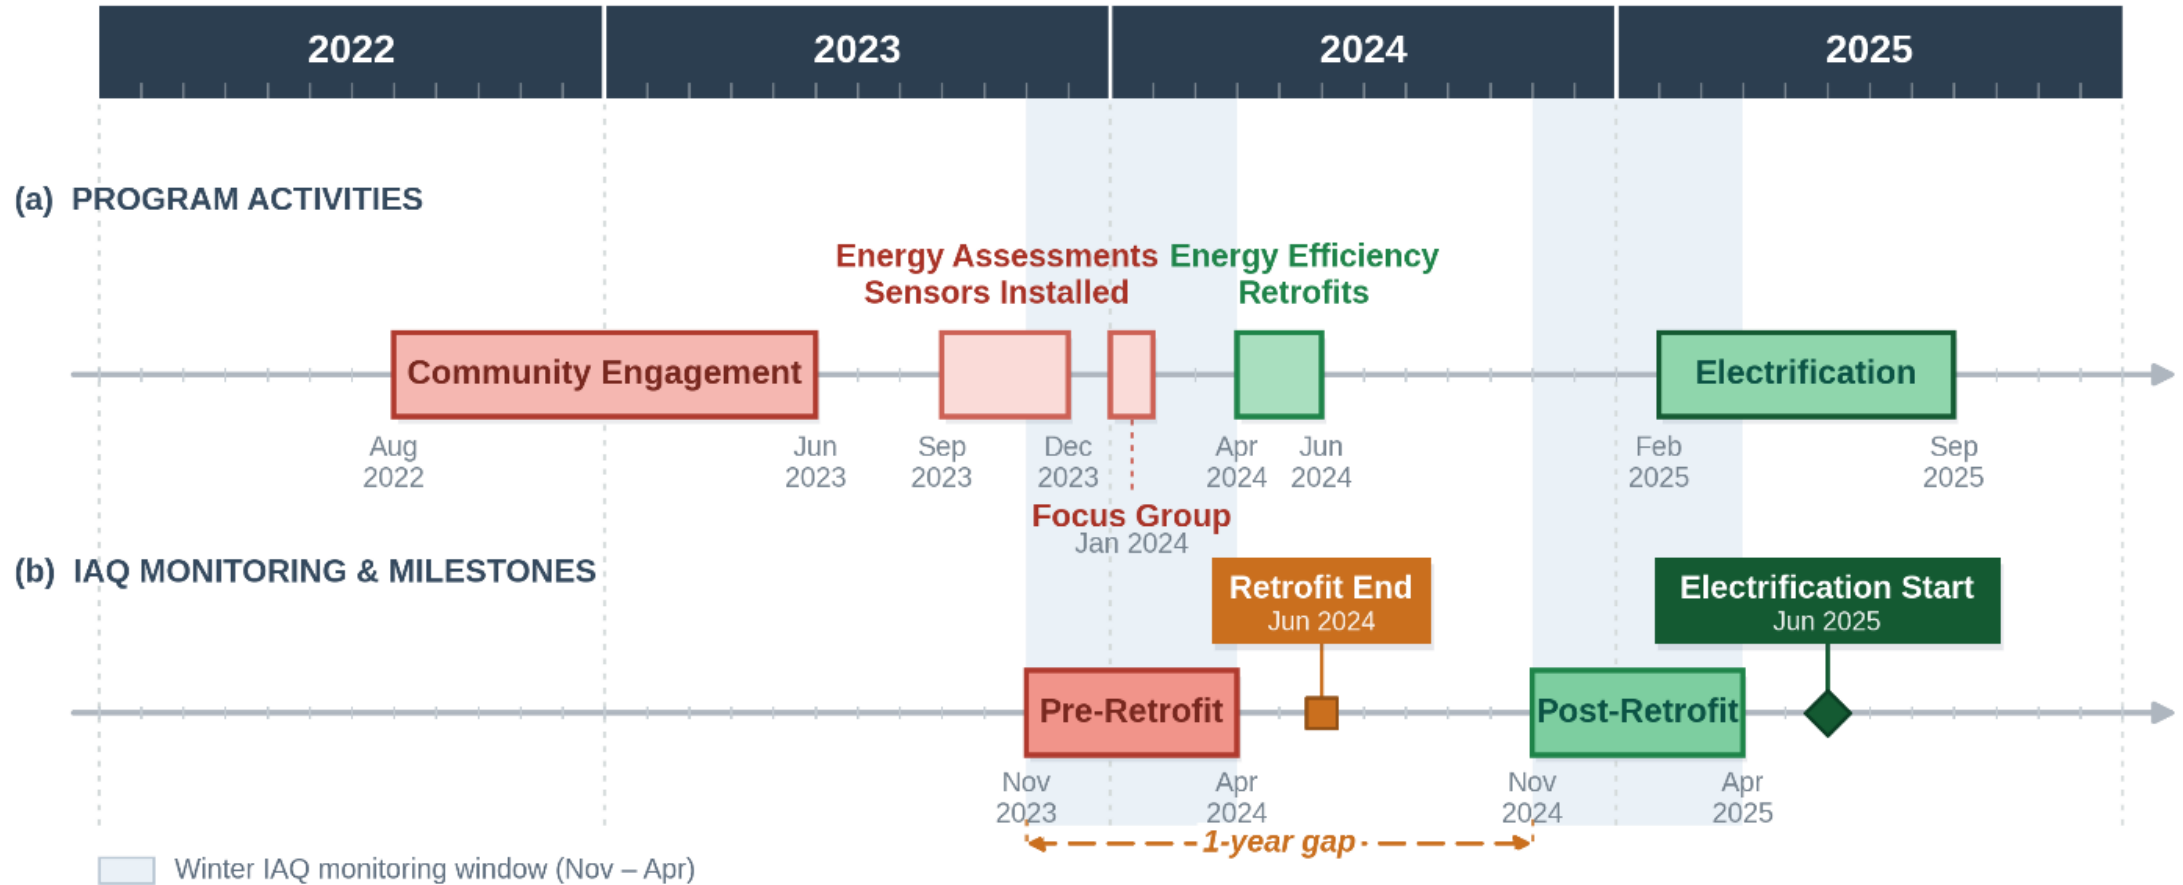 2022
2023
2024
2025
(a) PROGRAM ACTIVITIES
Energy Assessments
Sensors Installed
Energy Efficiency
Retrofits
Community Engagement
Electrification
Aug
2022
Jun
2023
Sep
2023
Dec
2023
Apr
2024
Jun
2024
Feb
2025
Sep
2025
Focus Group
Jan 2024
(b) IAQ MONITORING & MILESTONES
Retrofit End
Jun 2024
Electrification Start
Jun 2025
Pre-Retrofit
Post-Retrofit
Nov
2023
Apr
2024
Nov
2024
Apr
2025
1-year gap
Winter IAQ monitoring window (Nov – Apr)